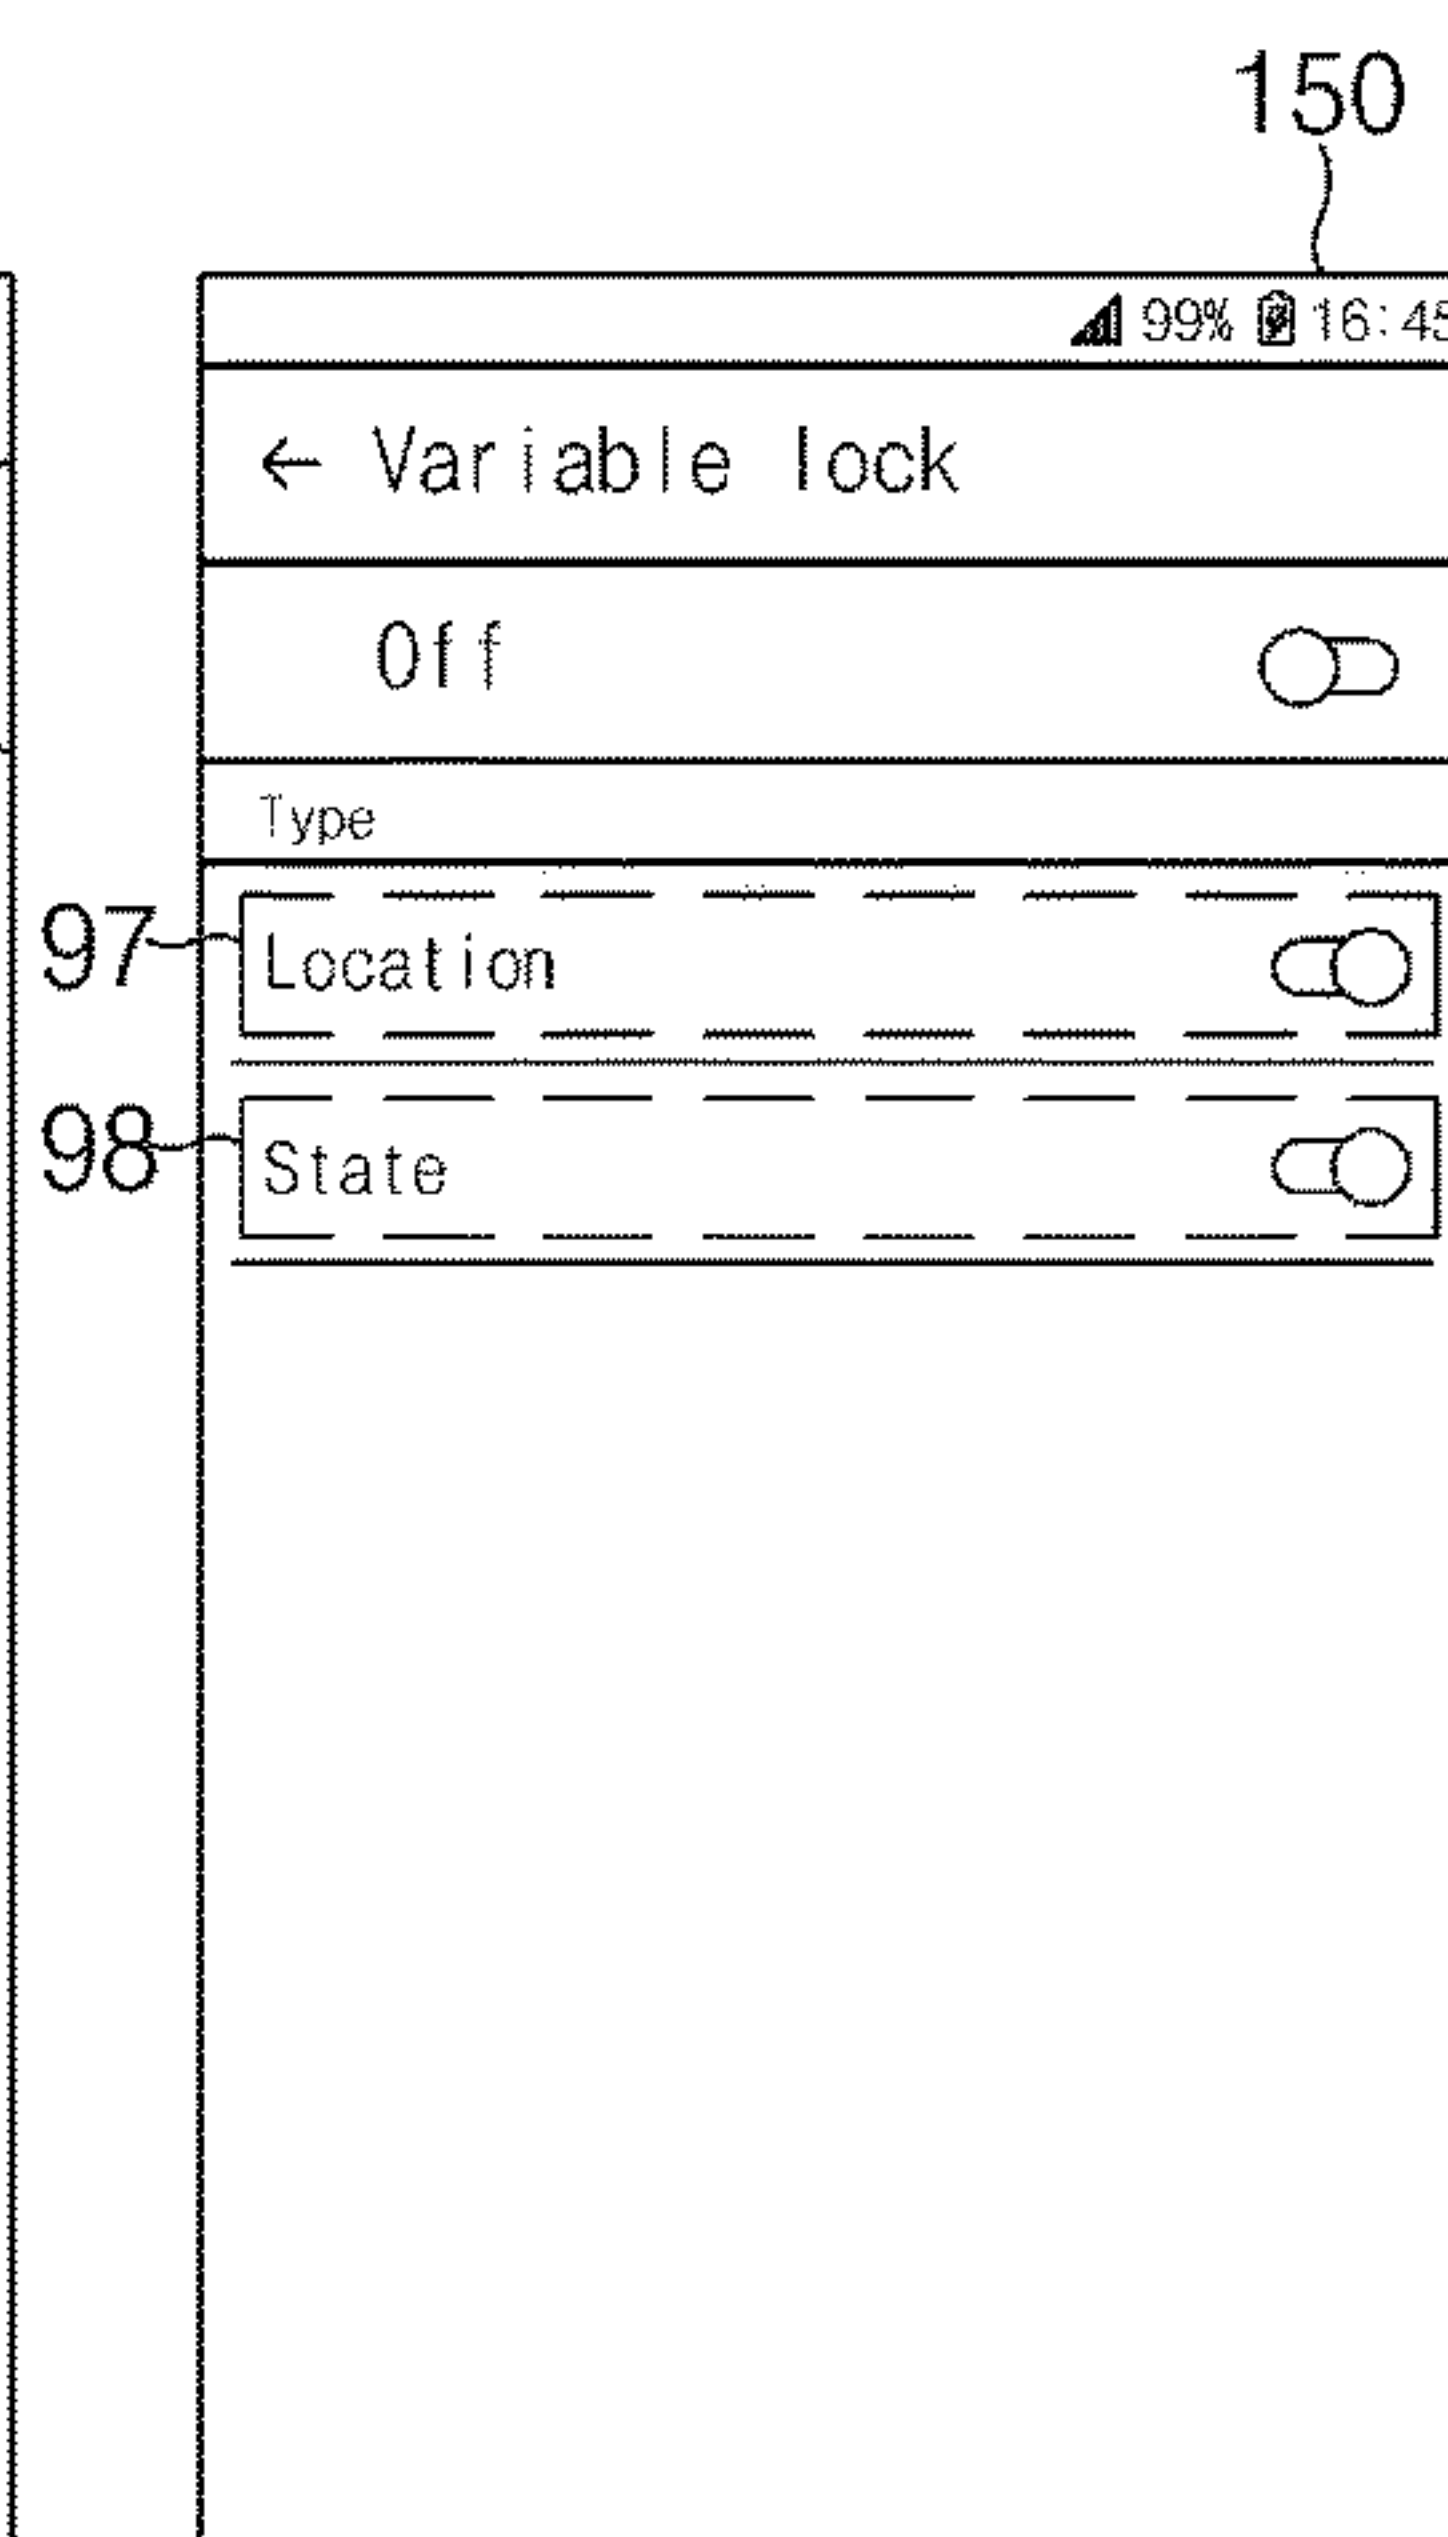 150
99% 16:45
← Variable lock
Off
Type
97 Location
98 State